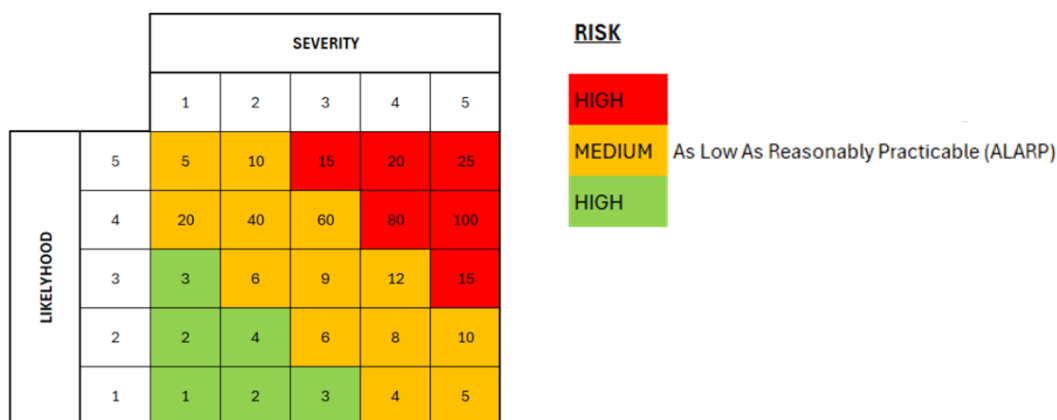 SEVERITY
1 2 3 4 5
LIKELYHOOD
5 5 10 15 20 25
4 20 40 60 80 100
3 3 6 9 12 15
2 2 4 6 8 10
1 1 2 3 4 5
RISK
HIGH
MEDIUM As Low As Reasonably Practicable (ALARP)
HIGH